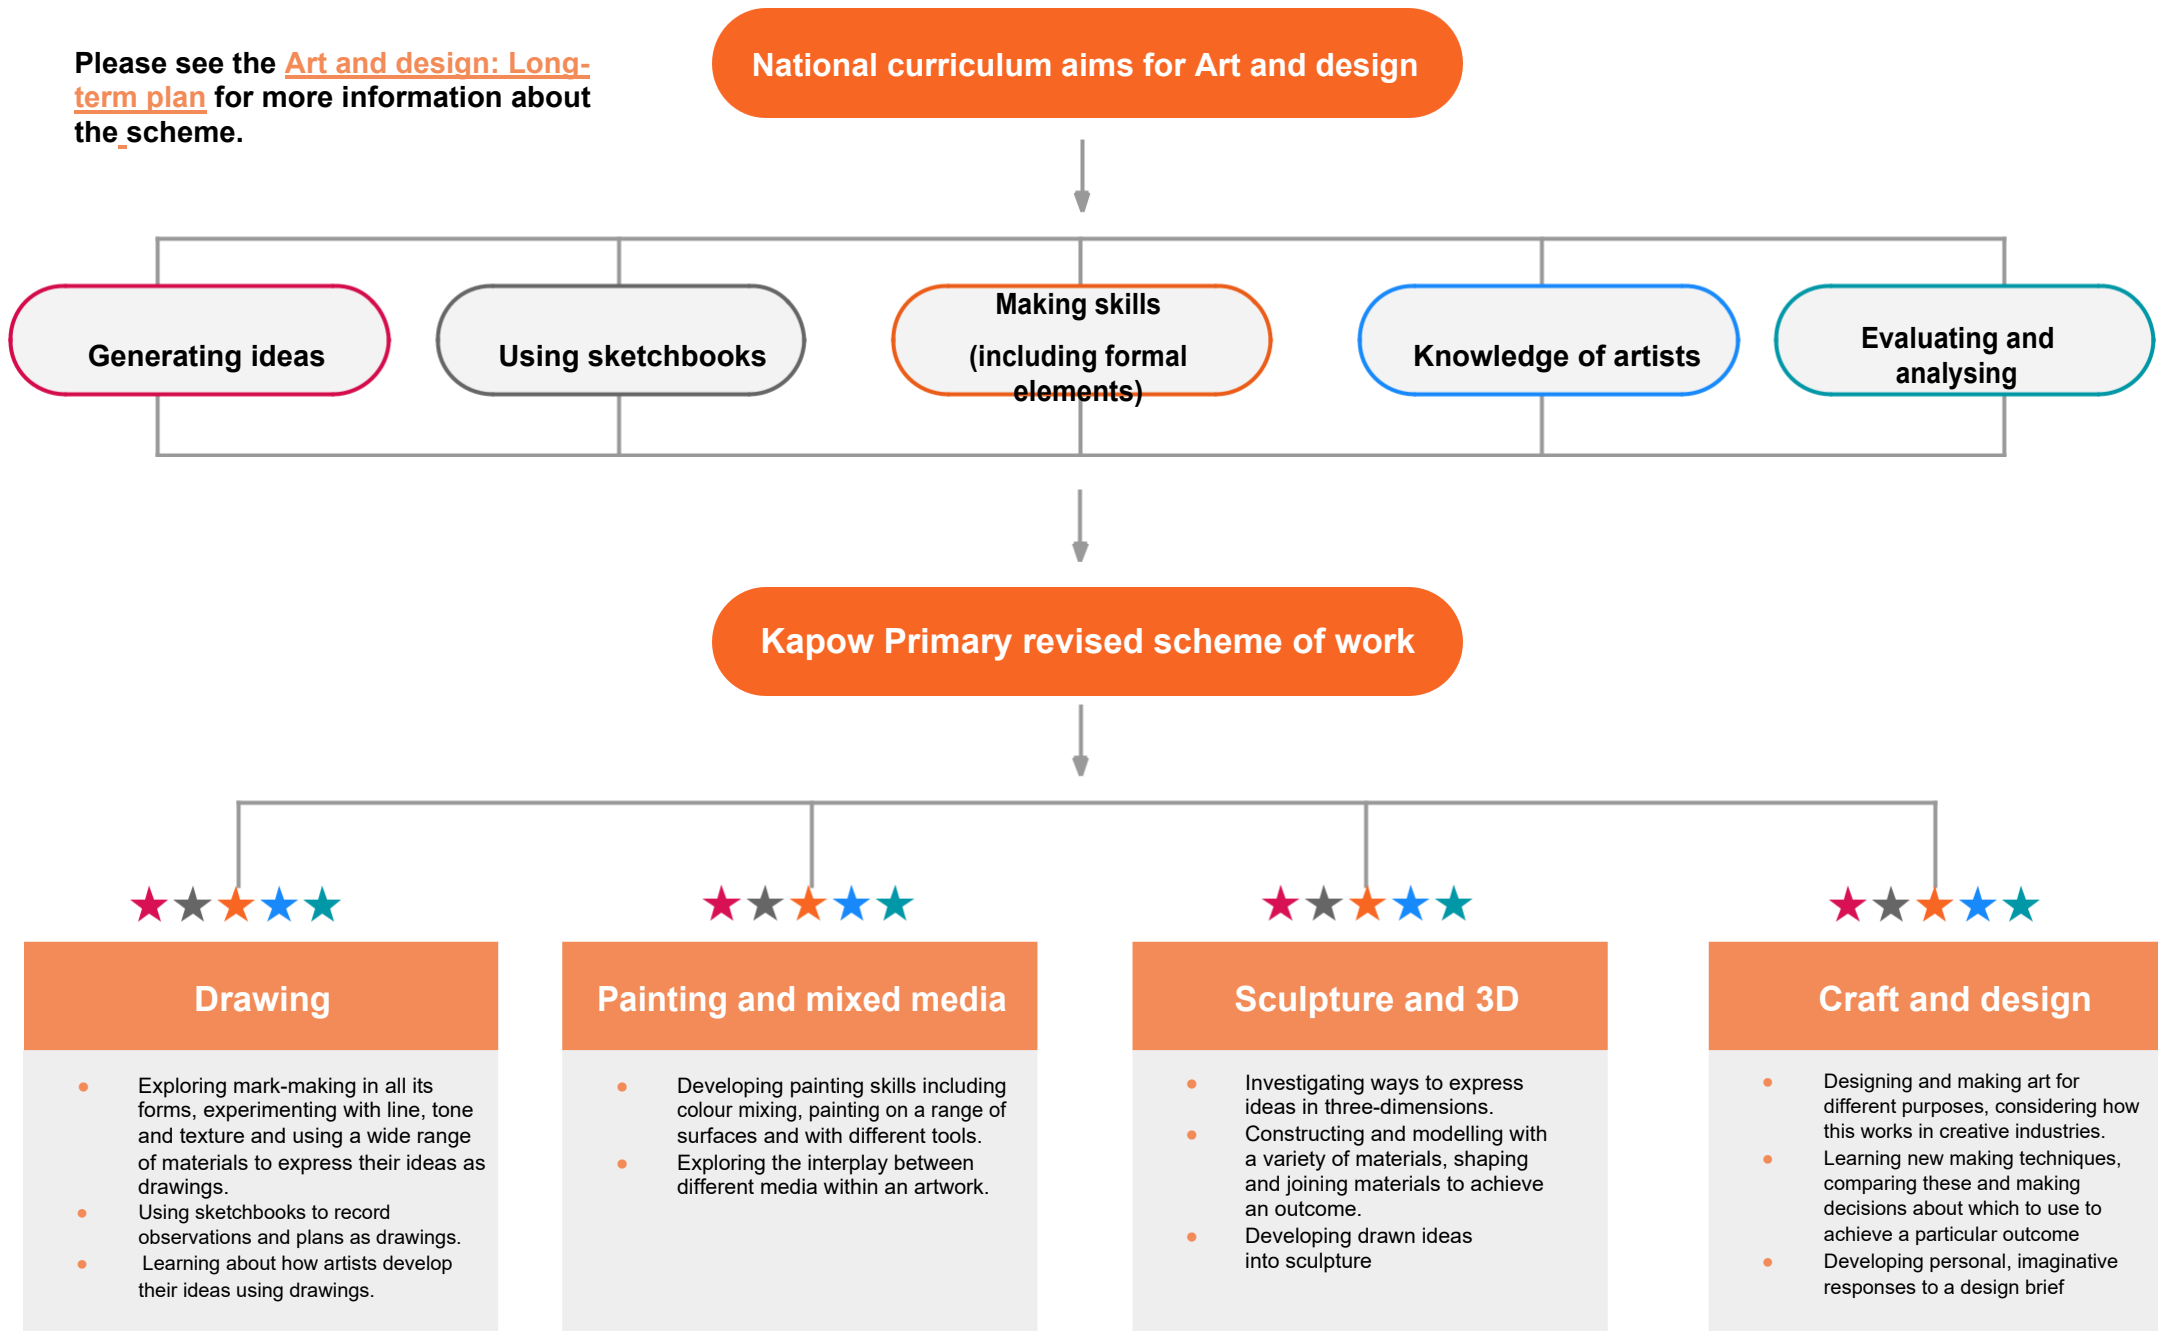 Please see the Art and design: Long-
term plan for more information about
the scheme.
National curriculum aims for Art and design
Generating ideas
Using sketchbooks
Making skills
(including formal
elements)
Knowledge of artists
Evaluating and
analysing
Kapow Primary revised scheme of work
Drawing
● Exploring mark-making in all its
forms, experimenting with line, tone
and texture and using a wide range
of materials to express their ideas as
drawings.
● Using sketchbooks to record
observations and plans as drawings.
● Learning about how artists develop
their ideas using drawings.
Painting and mixed media
● Developing painting skills including
colour mixing, painting on a range of
surfaces and with different tools.
● Exploring the interplay between
different media within an artwork.
Sculpture and 3D
● Investigating ways to express
ideas in three-dimensions.
● Constructing and modelling with
a variety of materials, shaping
and joining materials to achieve
an outcome.
● Developing drawn ideas
into sculpture
Craft and design
● Designing and making art for
different purposes, considering how
this works in creative industries.
● Learning new making techniques,
comparing these and making
decisions about which to use to
achieve a particular outcome
● Developing personal, imaginative
responses to a design brief